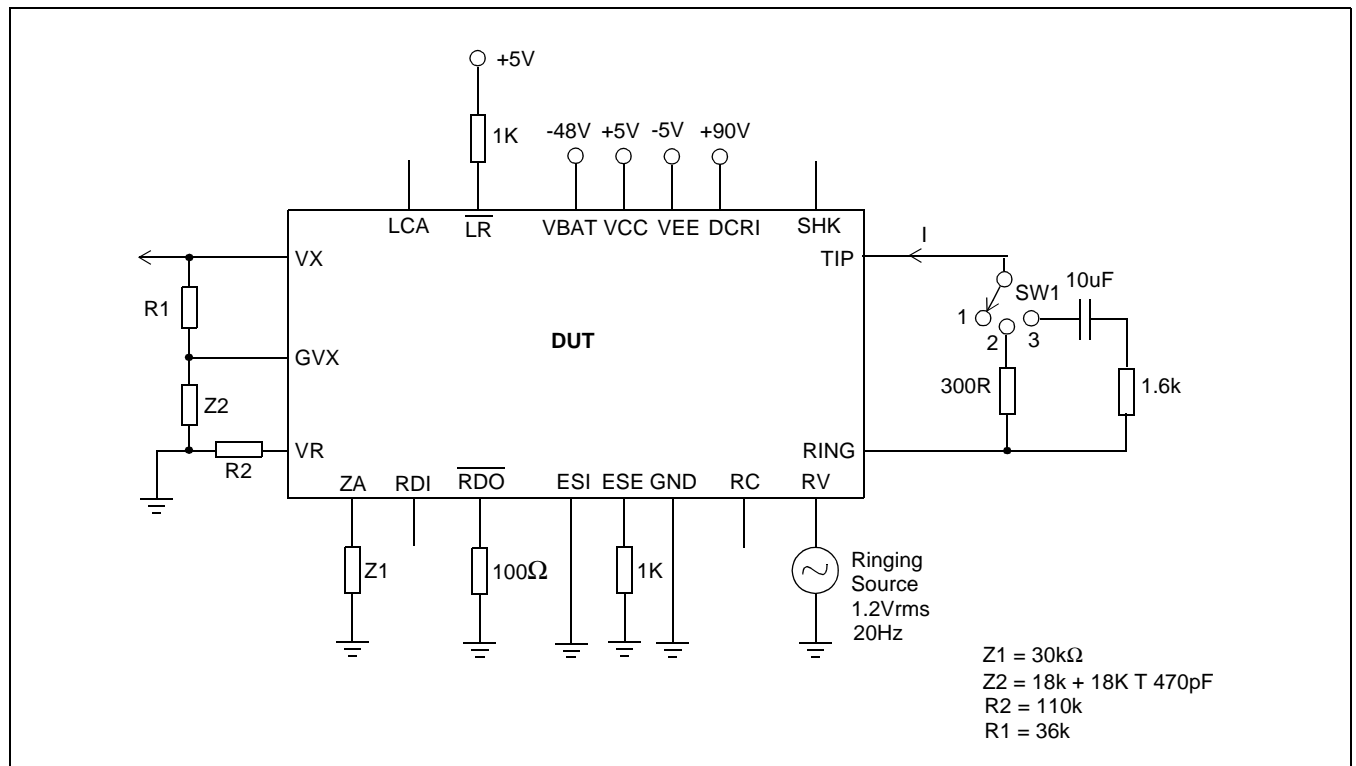 +5V
1K
-48V +5V -5V +90V
LCA LR VBAT VCC VEE DCRI SHK
VX TIP I
SW1 10uF
R1 1 2 3
GVX DUT
Z2 300R 1.6k
VR RING
R2
ZA RDI RDO ESI ESE GND RC RV
Z1 100Ω 1K Ringing
Source
1.2Vrms
20Hz
Z1 = 30kΩ
Z2 = 18k + 18K T 470pF
R2 = 110k
R1 = 36k